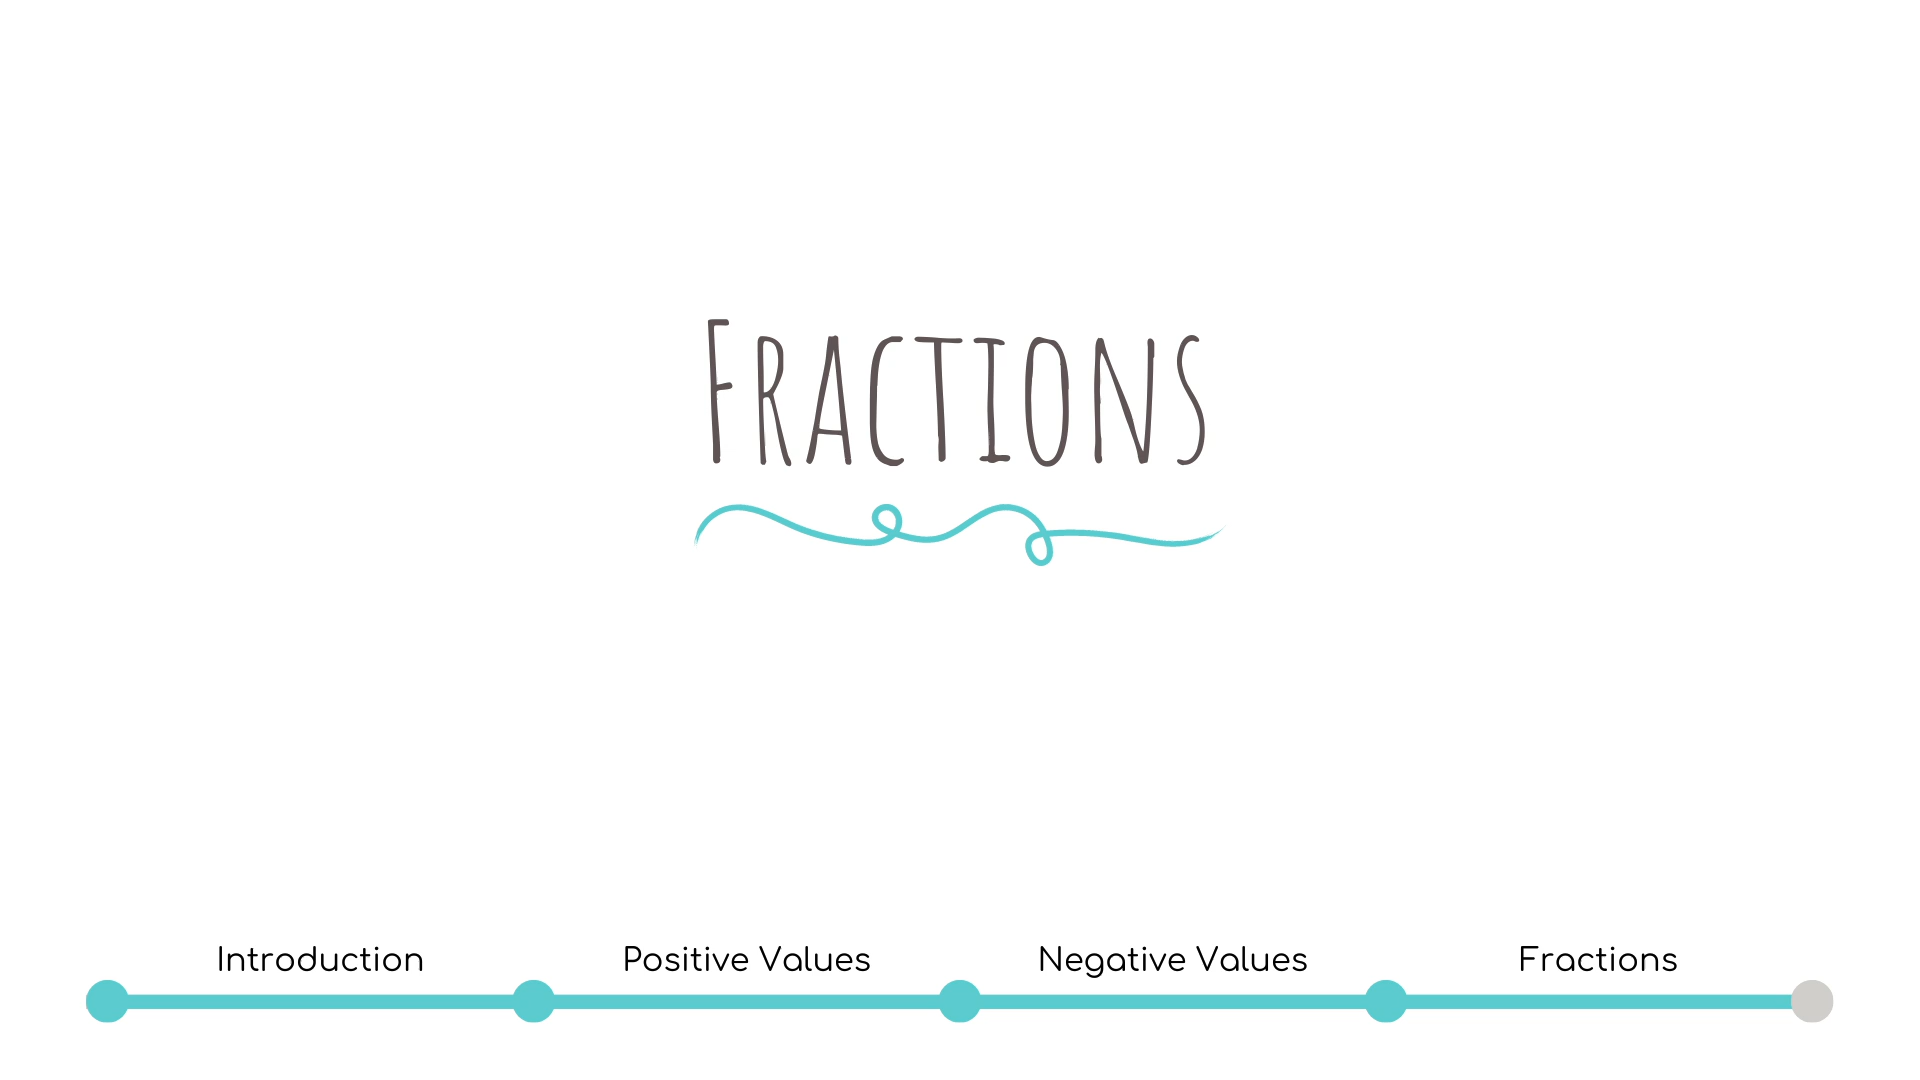 Fractions
Introduction
Positive Values
Negative Values
Fractions